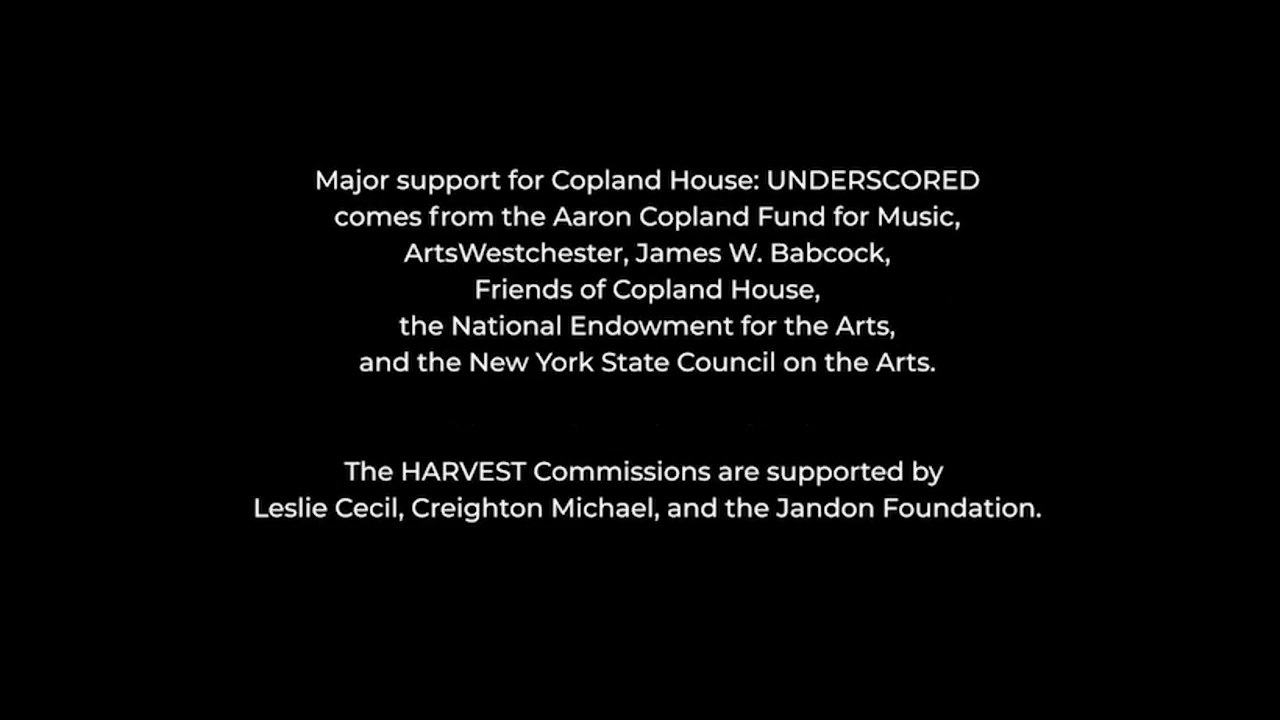 Major support for Copland House: UNDERSCORED
comes from the Aaron Copland Fund for Music,
ArtsWestchester, James W. Babcock,
Friends of Copland House,
the National Endowment for the Arts,
and the New York State Council on the Arts.
The HARVEST Commissions are supported by
Leslie Cecil, Creighton Michael, and the Jandon Foundation.